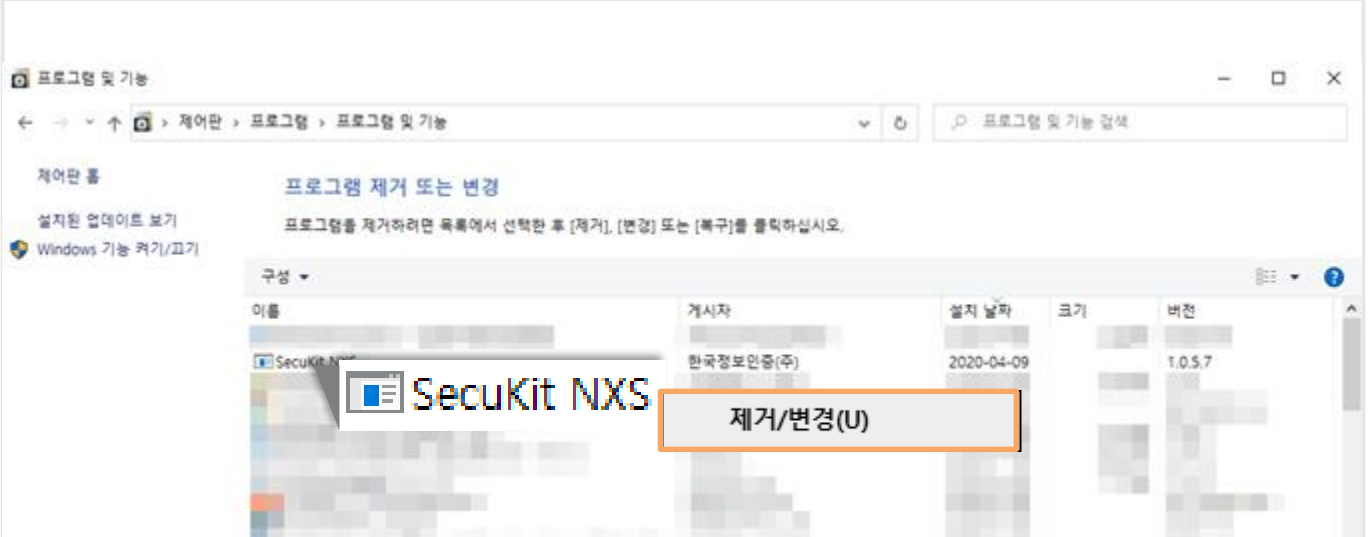 프로그램 및 기능
제어판 › 프로그램 › 프로그램 및 기능
프로그램 및 기능 검색
제어판 홈
설치된 업데이트 보기
Windows 기능 켜기/끄기
프로그램 제거 또는 변경
프로그램을 제거하려면 목록에서 선택한 후 [제거], [변경] 또는 [복구]를 클릭하십시오.
구성
이름 게시자 설치 날짜 크기 버전
SecuKit NXS 한국정보인증(주) 2020-04-09 1.0.5.7
SecuKit NXS
제거/변경(U)